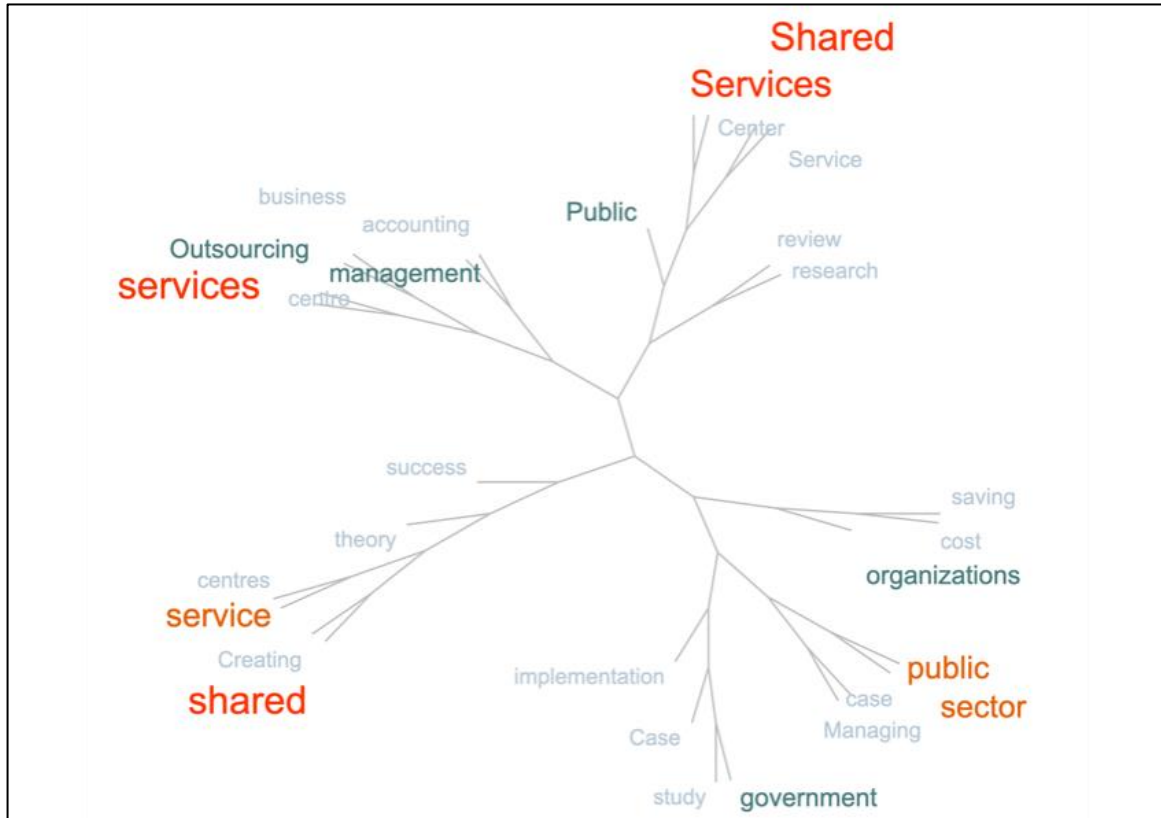 Shared
Services
Center
Service
business
Public
accounting
review
Outsourcing
management
research
services
centre
success
saving
theory
cost
centres
organizations
service
Creating
implementation
public
shared
case
sector
Managing
Case
study
government